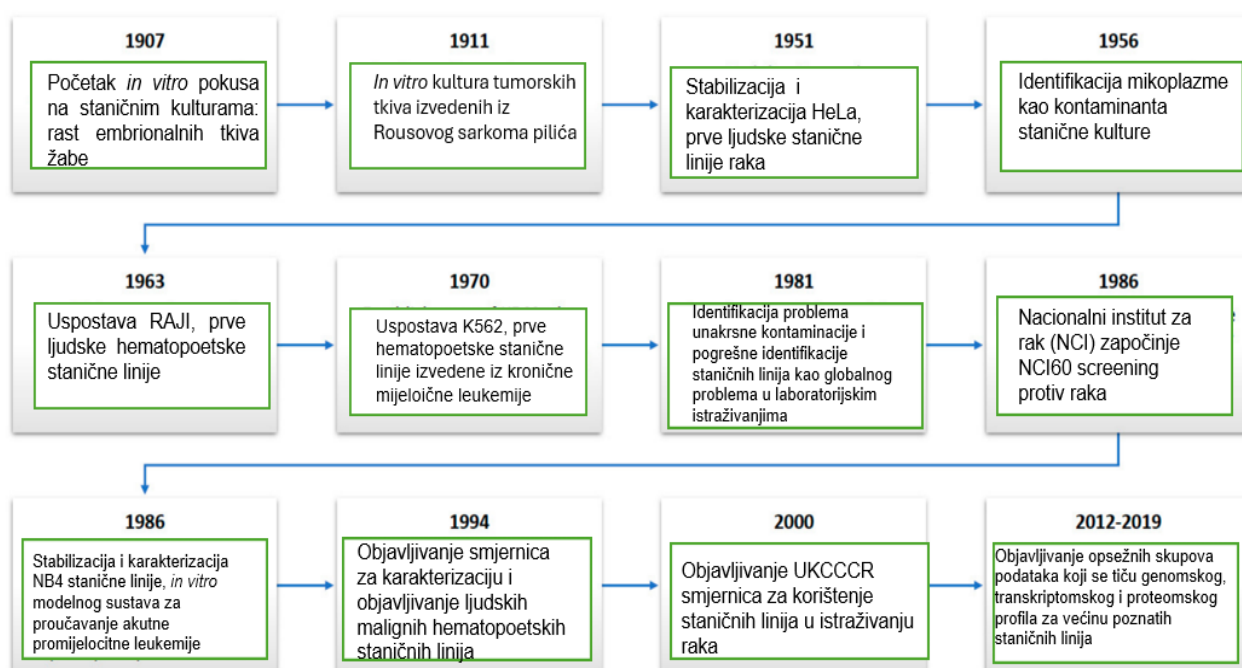 1907
Početak in vitro pokusa
na staničnim kulturama:
rast embrionalnih tkiva
žabe
1911
In vitro kultura tumorskih
tkiva izvedenih iz
Rousovog sarkoma pilića
1951
Stabilizacija i
karakterizacija HeLa,
prve ljudske stanične
linije raka
1956
Identifikacija mikoplazme
kao kontaminanta
stanične kulture
1963
Uspostava RAJI, prve
ljudske hematopoetske
stanične linije
1970
Uspostava K562, prve
hematopoetske stanične
linije izvedene iz kronične
mijeloične leukemije
1981
Identifikacija problema
unakrsne kontaminacije i
pogrešne identifikacije
staničnih linija kao globalnog
problema u laboratorijskim
istraživanjima
1986
Nacionalni institut za
rak (NCI) započinje
NCI60 screening
protiv raka
1986
Stabilizacija i karakterizacija
NB4 stanične linije, in vitro
modelnog sustava za
proučavanje akutne
promijelocitne leukemije
1994
Objavljivanje smjernica
za karakterizaciju i
objavljivanje ljudskih
malignih hematopoetskih
staničnih linija
2000
Objavljivanje UKCCCR
smjernica za korištenje
staničnih linija u istraživanju
raka
2012-2019
Objavljivanje opsežnih skupova
podataka koji se tiču genomskog,
transkriptomskog i proteomskog
profila za većinu poznatih
staničnih linija